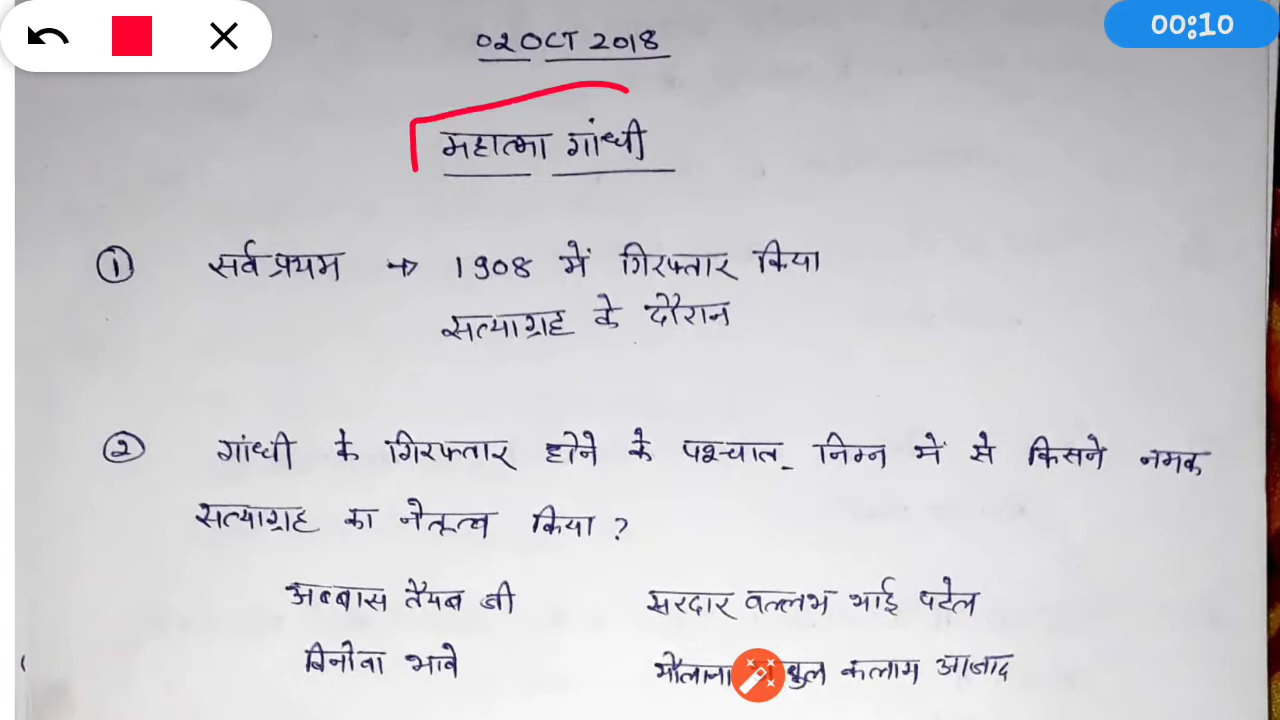 00:10
02 OCT 2018
महात्मा गांधी
① सर्वप्रथम → 1908 में गिरफ्तार किया
सत्याग्रह के दौरान
② गांधी के गिरफ्तार होने के पश्चात निम्न में से किसने नमक
सत्याग्रह का नेतृत्व किया ?
अब्बास तैयब जी सरदार वल्लभ भाई पटेल
विनोबा भावे मौलाना कलाम आजाद